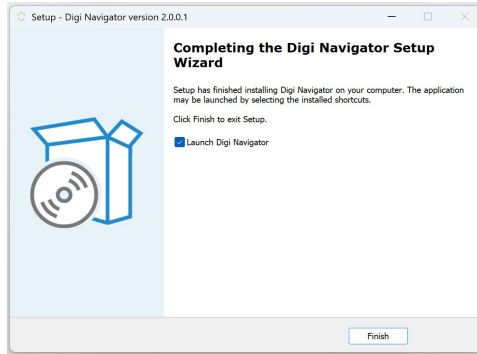 Setup - Digi Navigator version 2.0.0.1
Completing the Digi Navigator Setup
Wizard
Setup has finished installing Digi Navigator on your computer. The application
may be launched by selecting the installed shortcuts.
Click Finish to exit Setup.
Launch Digi Navigator
Finish